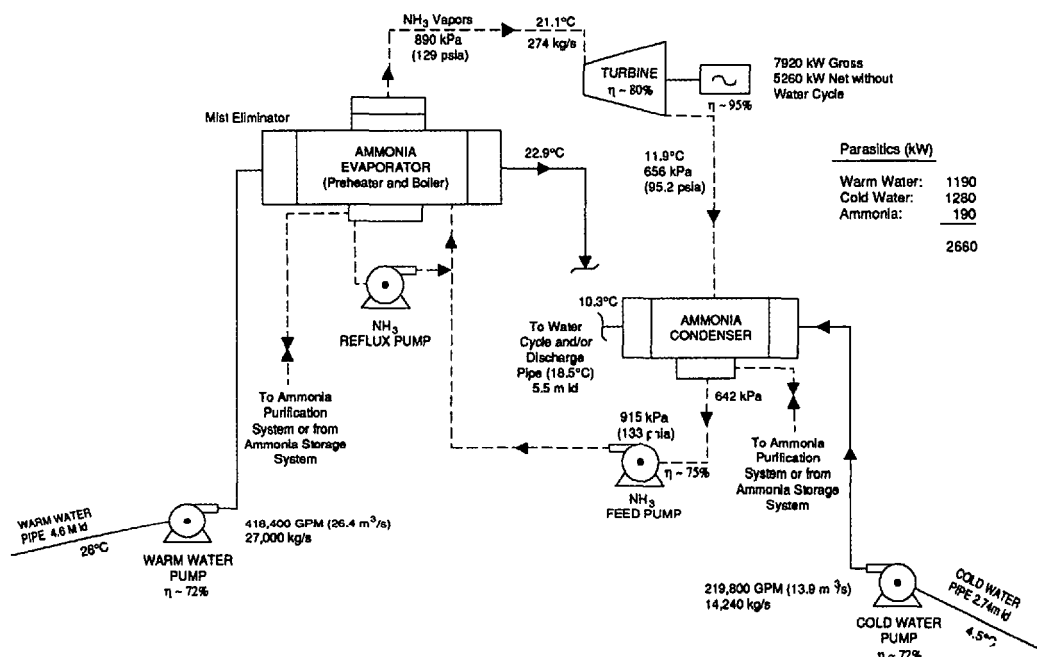 NH3 Vapors
890 kPa
(129 psia)
21.1°C
274 kg/s
TURBINE
η ~ 80%
η ~ 95%
7920 kW Gross
5260 kW Net without
Water Cycle
Mist Eliminator
AMMONIA
EVAPORATOR
(Preheater and Boiler)
22.9°C
11.9°C
656 kPa
(95.2 psia)
Parasitics (kW)
Warm Water: 1190
Cold Water: 1280
Ammonia: 190
2660
NH3
REFLUX PUMP
10.3°C
To Water
Cycle and/or
Discharge
Pipe (18.5°C)
5.5 m id
AMMONIA
CONDENSER
642 kPa
To Ammonia
Purification
System or from
Ammonia Storage
System
915 kPa
(133 psia)
η ~ 75%
NH3
FEED PUMP
To Ammonia
Purification
System or from
Ammonia Storage
System
WARM WATER
PIPE 4.6 M id
26°C
WARM WATER
PUMP
η ~ 72%
418,400 GPM (26.4 m3/s)
27,000 kg/s
219,800 GPM (13.9 m3/s)
14,240 kg/s
COLD WATER
PIPE 2.74m id
4.5°C
COLD WATER
PUMP
η ~ 72%